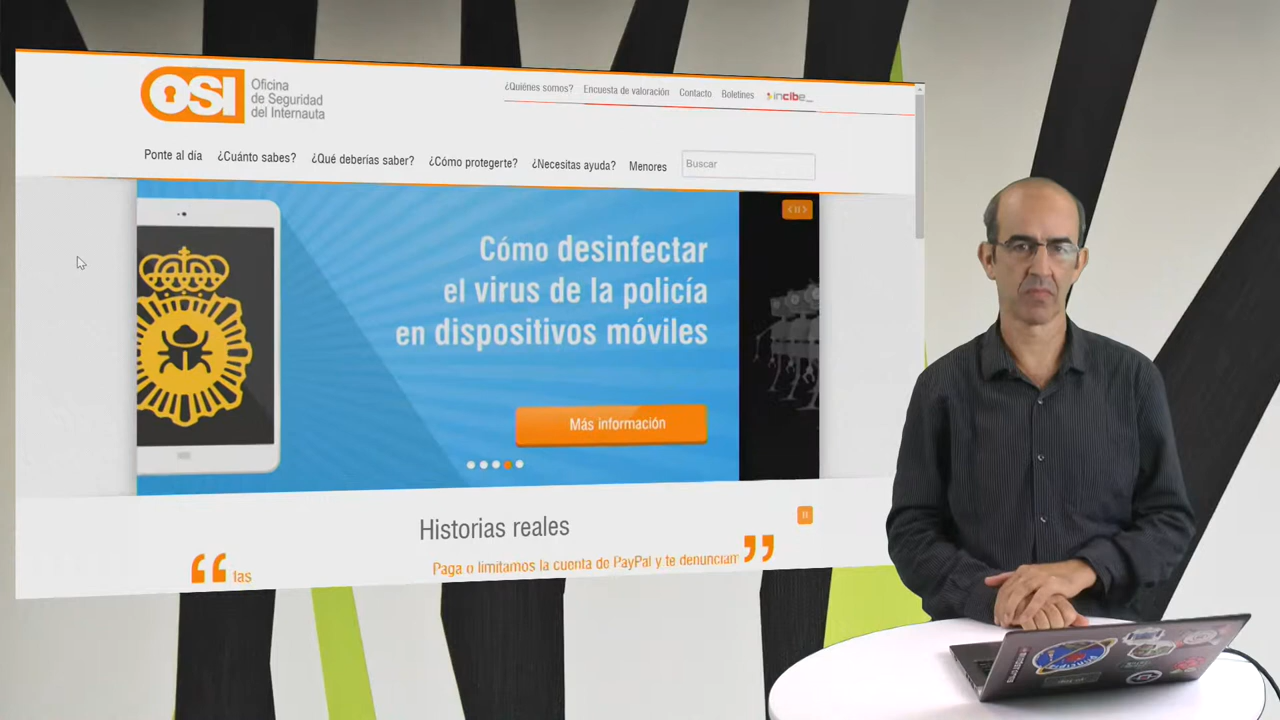 OSI
Oficina
de Seguridad
del Internauta
¿Quiénes somos? Encuesta de valoración Contacto Boletines incibe_
Ponte al día ¿Cuánto sabes? ¿Qué deberías saber? ¿Cómo protegerte? ¿Necesitas ayuda? Menores Buscar
Cómo desinfectar
el virus de la policía
en dispositivos móviles
Más información
Historias reales
“ las Paga o limitamos la cuenta de PayPal y te denunciam ”